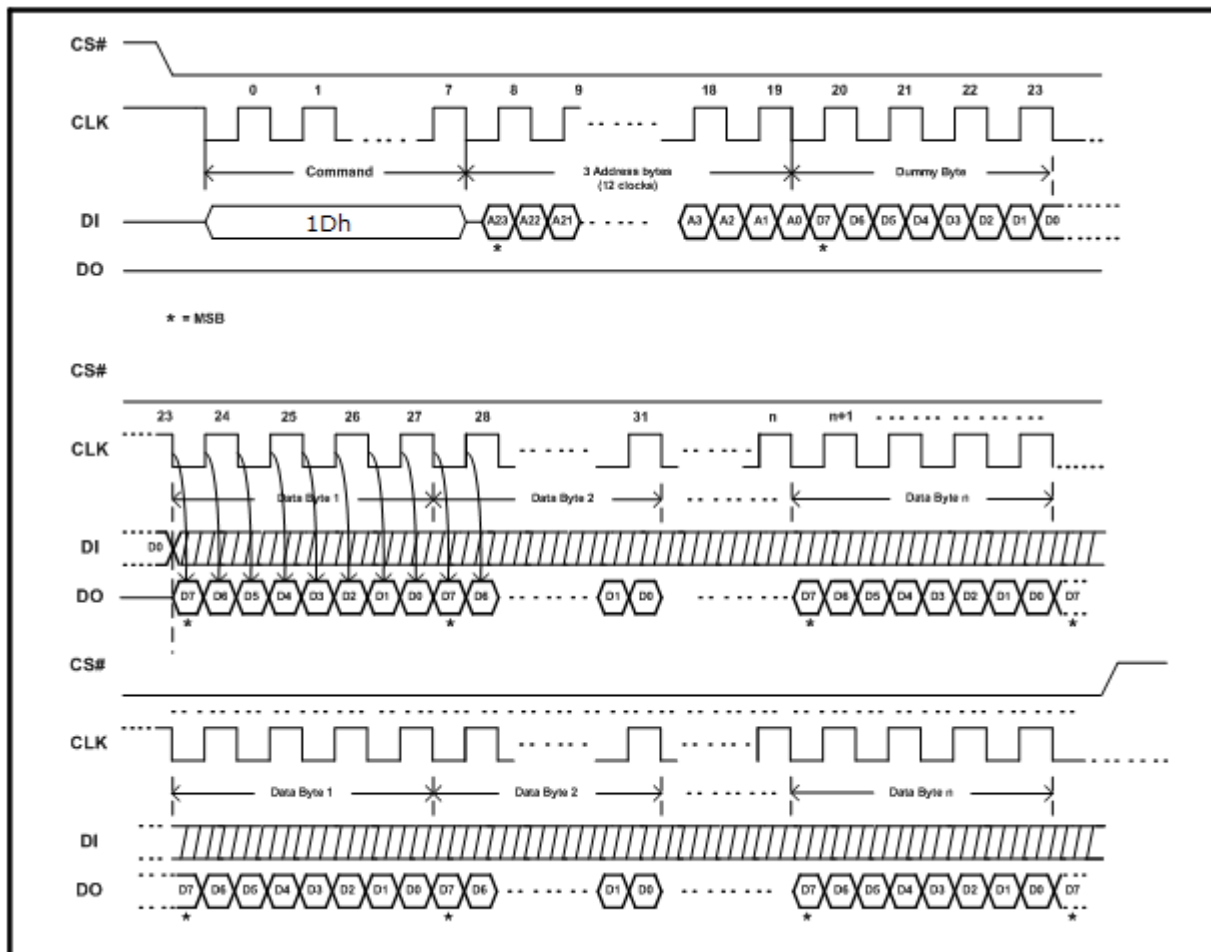 CS#
0 1 7 8 9 18 19 20 21 22 23
CLK
Command 3 Address bytes (12 clocks) Dummy Byte
DI 1Dh A23 A22 A21 A3 A2 A1 A0 D7 D6 D5 D4 D3 D2 D1 D0
* *
DO
* = MSB
CS#
23 24 25 26 27 28 31 n n+1
CLK
Data Byte 1 Data Byte 2 Data Byte n
DI D0
DO D7 D6 D5 D4 D3 D2 D1 D0 D7 D6 D1 D0 D7 D6 D5 D4 D3 D2 D1 D0 D7
* * * *
CS#
CLK
Data Byte 1 Data Byte 2 Data Byte n
DI
DO D7 D6 D5 D4 D3 D2 D1 D0 D7 D6 D1 D0 D7 D6 D5 D4 D3 D2 D1 D0 D7
* * * *